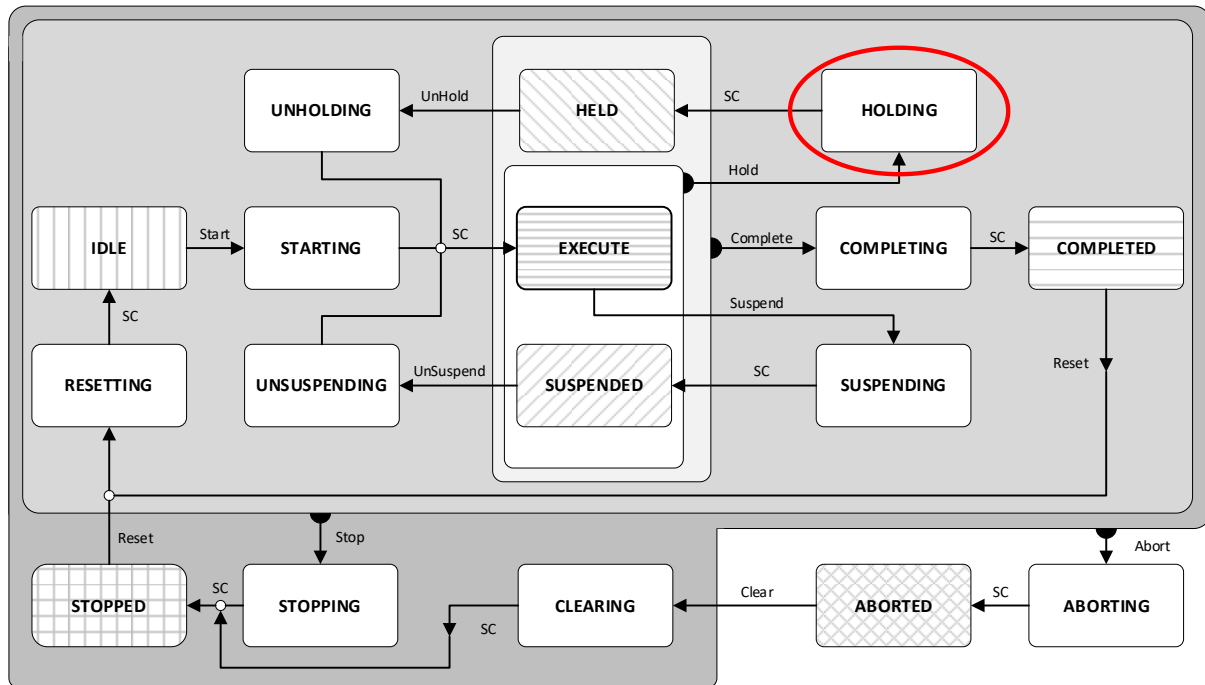 UNHOLDING
UnHold
HELD
SC
HOLDING
Hold
IDLE
Start
STARTING
SC
EXECUTE
Complete
COMPLETING
SC
COMPLETED
SC
Suspend
Reset
RESETTING
UNSUSPENDING
UnSuspend
SUSPENDED
SC
SUSPENDING
Reset
Stop
Abort
STOPPED
SC
STOPPING
SC
CLEARING
Clear
ABORTED
SC
ABORTING